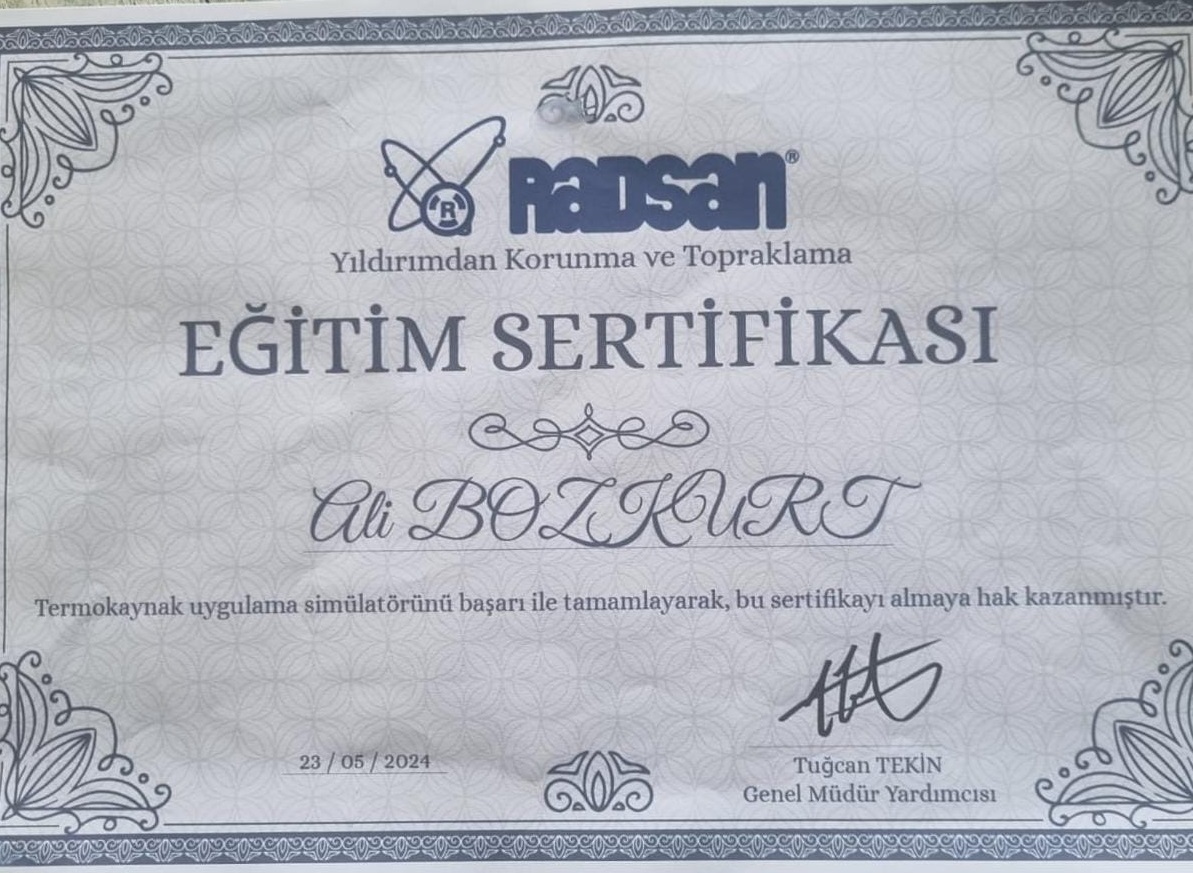 R
RADSAN®
Yıldırımdan Korunma ve Topraklama
EĞİTİM SERTİFİKASI
Ali BOZKURT
Termokaynak uygulama simülatörünü başarı ile tamamlayarak, bu sertifikayı almaya hak kazanmıştır.
23 / 05 / 2024
Tuğcan TEKİN
Genel Müdür Yardımcısı